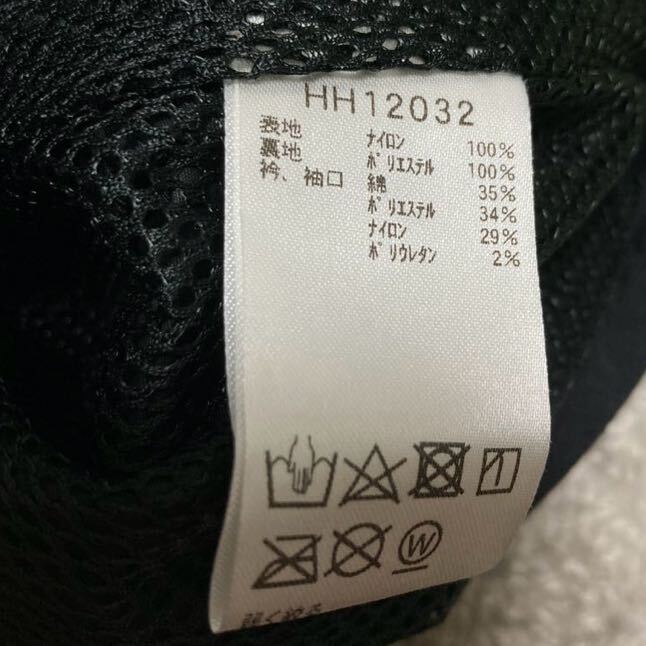 HH12032
表地 ナイロン 100%
裏地 ポリエステル 100%
衿、袖口 綿 35%
ポリエステル 34%
ナイロン 29%
ポリウレタン 2%
W